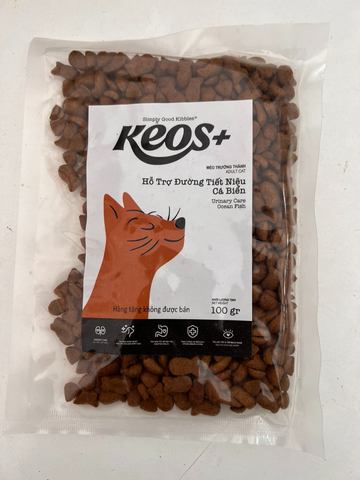 Simply Good Kibbles™
Keos+
MÈO TRƯỞNG THÀNH
ADULT CAT
Hỗ Trợ Đường Tiết Niệu
Cá Biển
Urinary Care
Ocean Fish
Hàng tặng không được bán
KHỐI LƯỢNG TỊNH
NET WEIGHT
100 gr